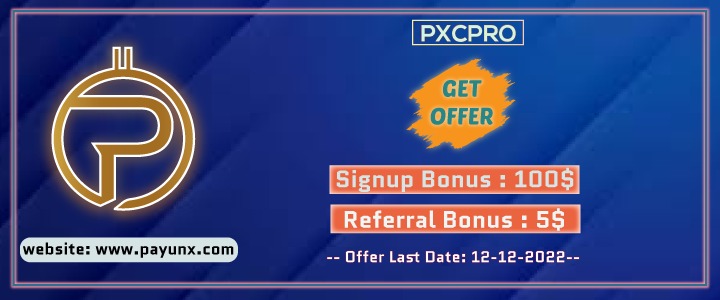 PXCPRO
GET
OFFER
Signup Bonus : 100$
Referral Bonus : 5$
website: www.payunx.com
-- Offer Last Date: 12-12-2022--